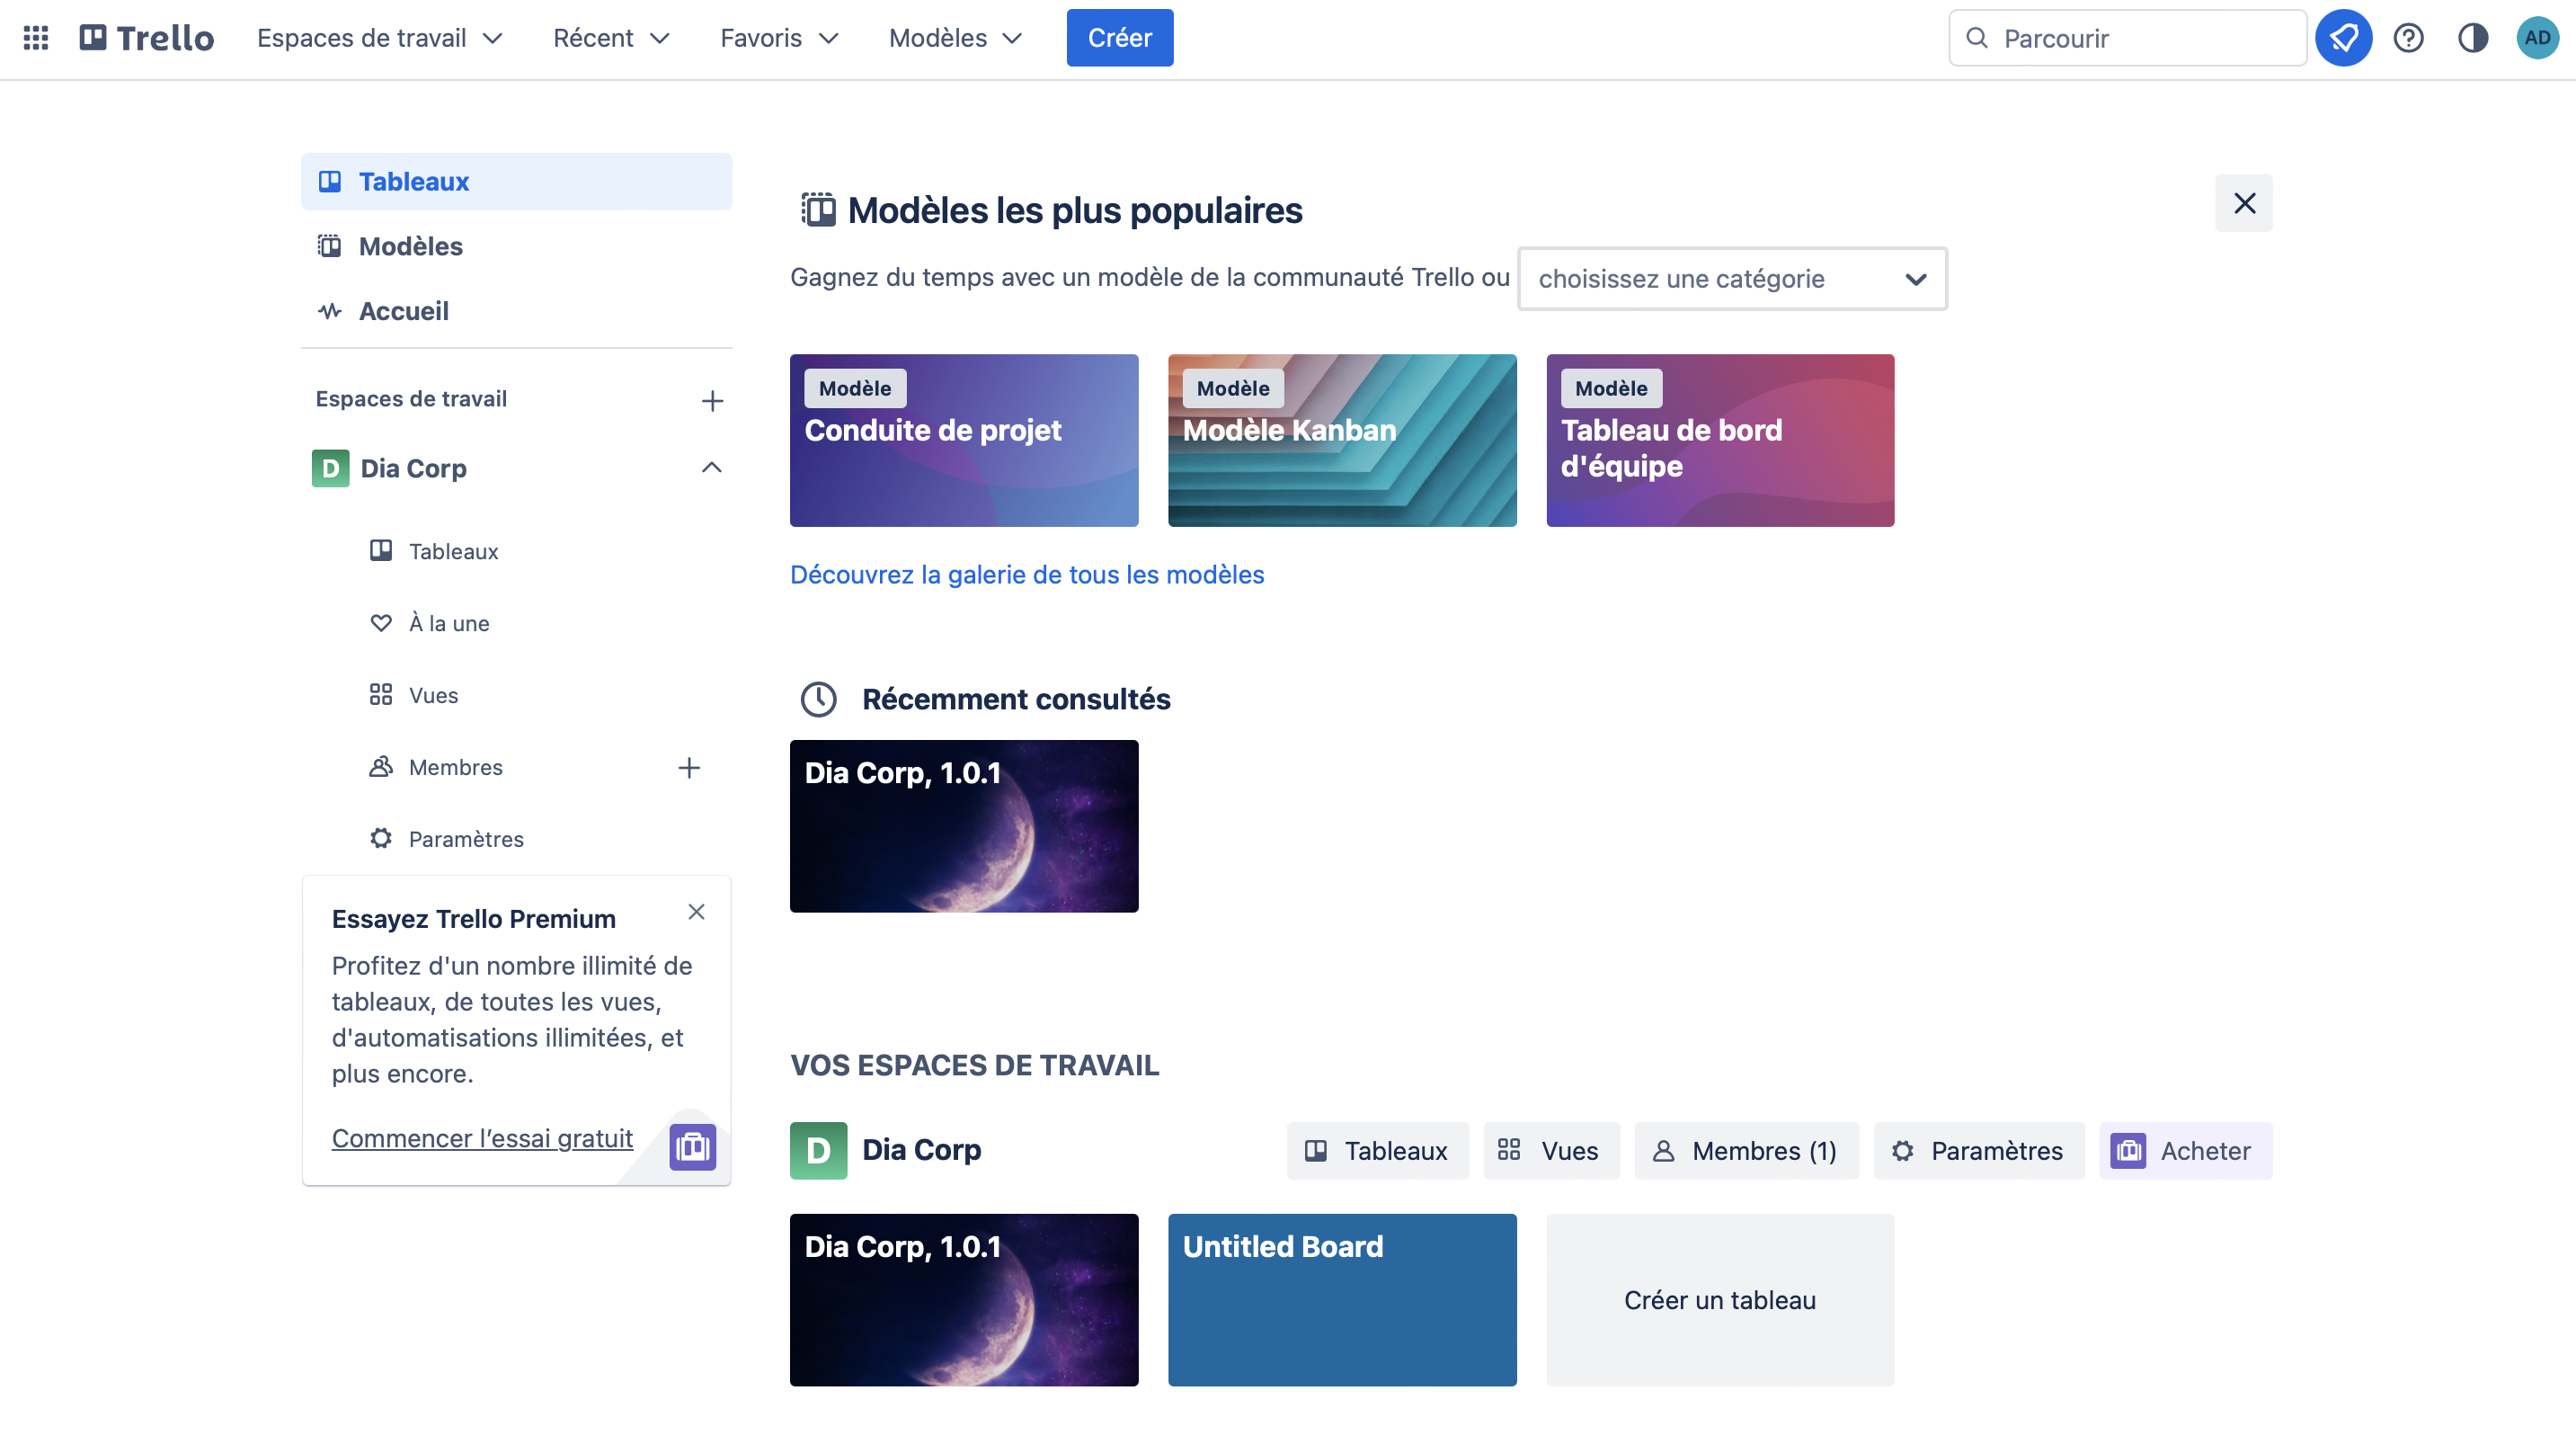 Trello
Espaces de travail
Récent
Favoris
Modèles
Créer
Parcourir
AD
Tableaux
Modèles
Accueil
Espaces de travail
D Dia Corp
Tableaux
À la une
Vues
Membres
Paramètres
Essayez Trello Premium
Profitez d'un nombre illimité de
tableaux, de toutes les vues,
d'automatisations illimitées, et
plus encore.
Commencer l’essai gratuit
Modèles les plus populaires
Gagnez du temps avec un modèle de la communauté Trello ou choisissez une catégorie
Modèle
Conduite de projet
Modèle
Modèle Kanban
Modèle
Tableau de bord
d'équipe
Découvrez la galerie de tous les modèles
Récemment consultés
Dia Corp, 1.0.1
VOS ESPACES DE TRAVAIL
D Dia Corp
Tableaux
Vues
Membres (1)
Paramètres
Acheter
Dia Corp, 1.0.1
Untitled Board
Créer un tableau